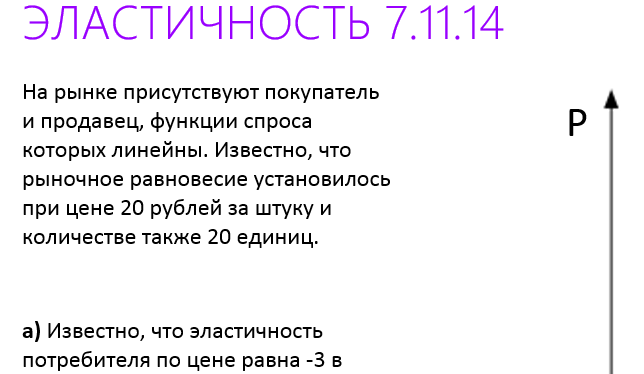 ЭЛАСТИЧНОСТЬ 7.11.14
На рынке присутствуют покупатель
и продавец, функции спроса
которых линейны. Известно, что
рыночное равновесие установилось
при цене 20 рублей за штуку и
количестве также 20 единиц.
P
а) Известно, что эластичность
потребителя по цене равна -3 в